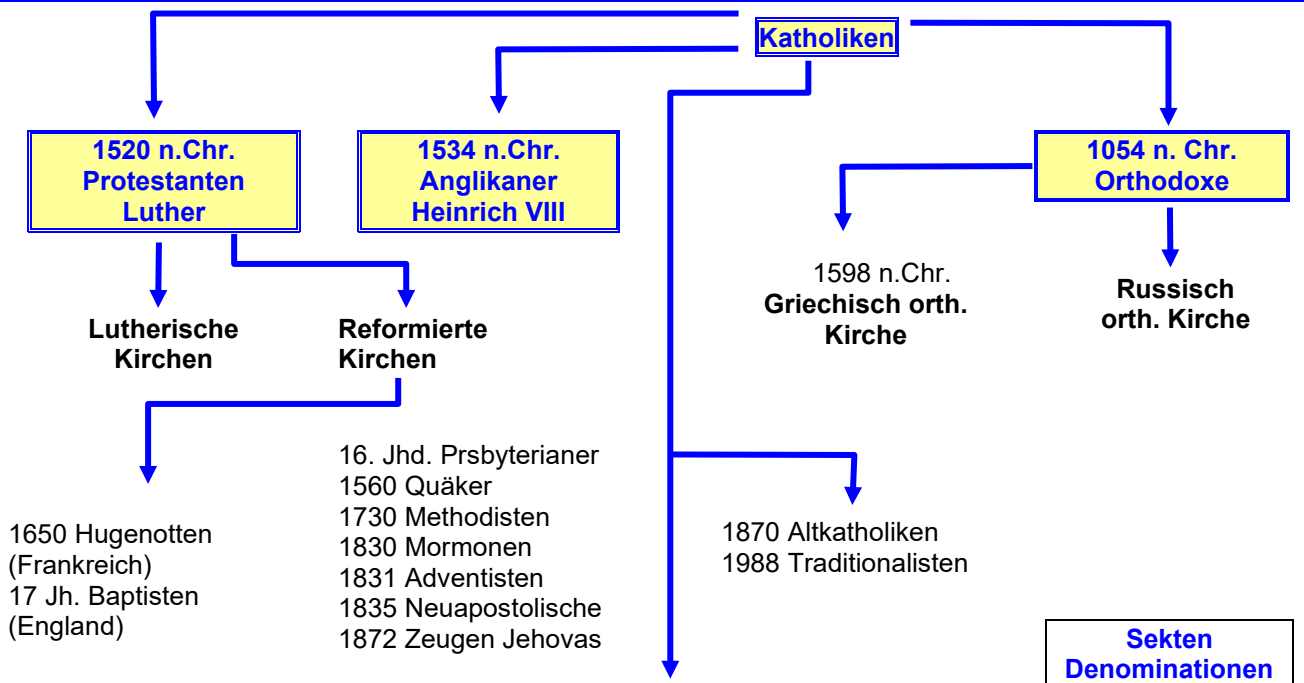 Katholiken
1520 n.Chr.
Protestanten
Luther
1534 n.Chr.
Anglikaner
Heinrich VIII
1054 n. Chr.
Orthodoxe
1598 n.Chr.
Griechisch orth.
Kirche
Russisch
orth. Kirche
Lutherische
Kirchen
Reformierte
Kirchen
1650 Hugenotten
(Frankreich)
17 Jh. Baptisten
(England)
16. Jhd. Prsbyterianer
1560 Quäker
1730 Methodisten
1830 Mormonen
1831 Adventisten
1835 Neuapostolische
1872 Zeugen Jehovas
1870 Altkatholiken
1988 Traditionalisten
Sekten
Denominationen